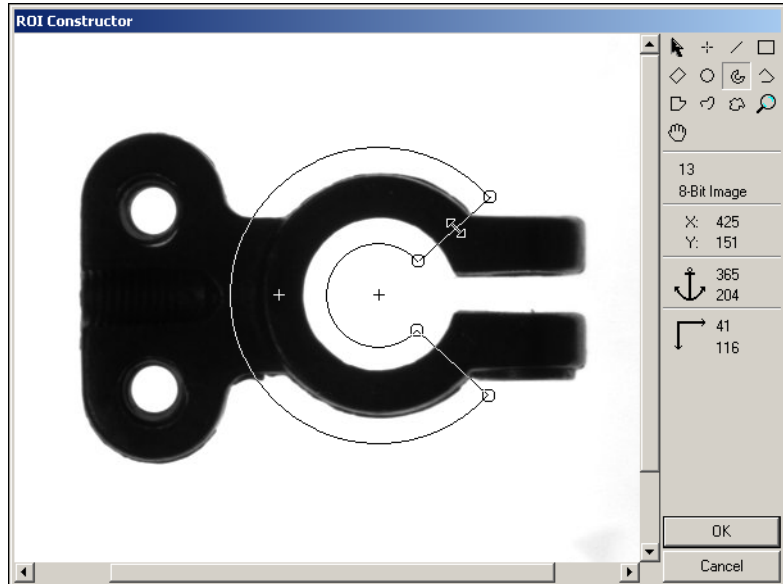 ROI Constructor
13
8-Bit Image
X: 425
Y: 151
365
204
41
116
OK
Cancel